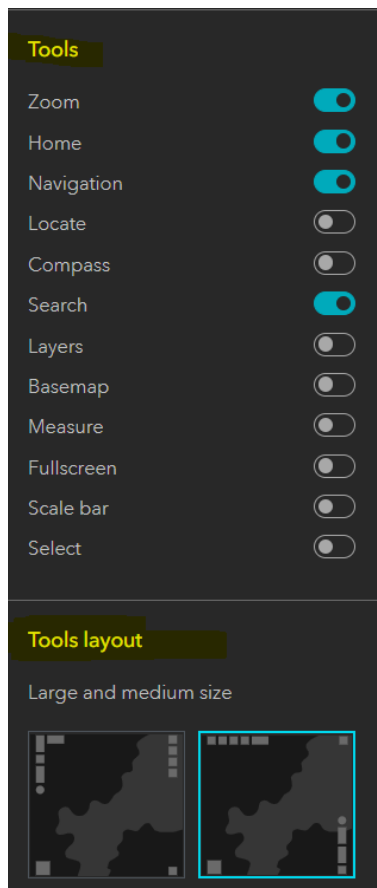 Tools
Zoom
Home
Navigation
Locate
Compass
Search
Layers
Basemap
Measure
Fullscreen
Scale bar
Select
Tools layout
Large and medium size